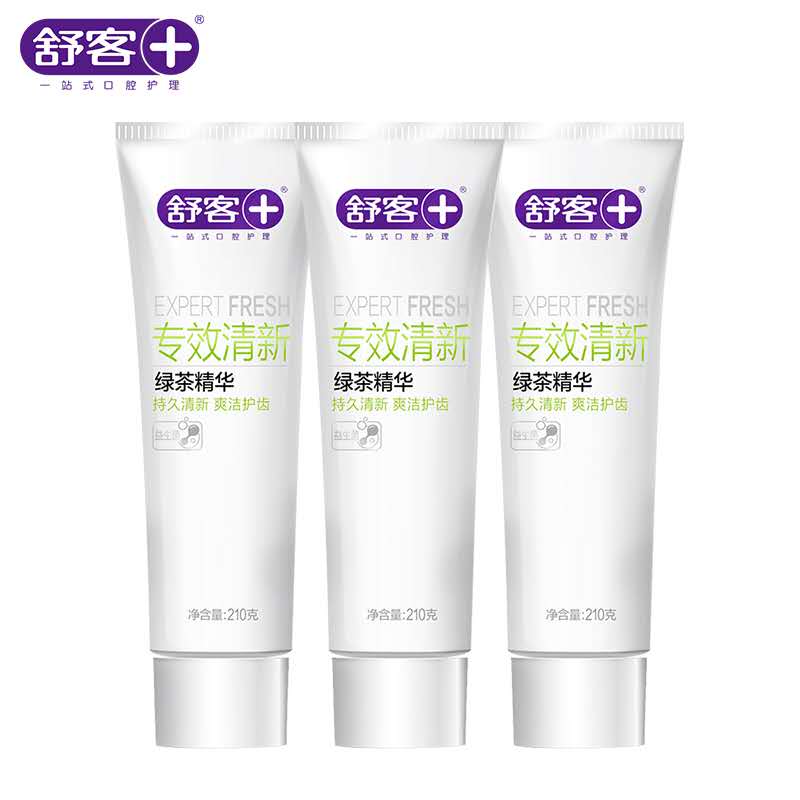 舒客®
一站式口腔护理
舒客®
一站式口腔护理
EXPERT FRESH
专效清新
绿茶精华
持久清新 爽洁护齿
益生菌
净含量:210克
舒客®
一站式口腔护理
EXPERT FRESH
专效清新
绿茶精华
持久清新 爽洁护齿
益生菌
净含量:210克
舒客®
一站式口腔护理
EXPERT FRESH
专效清新
绿茶精华
持久清新 爽洁护齿
益生菌
净含量:210克